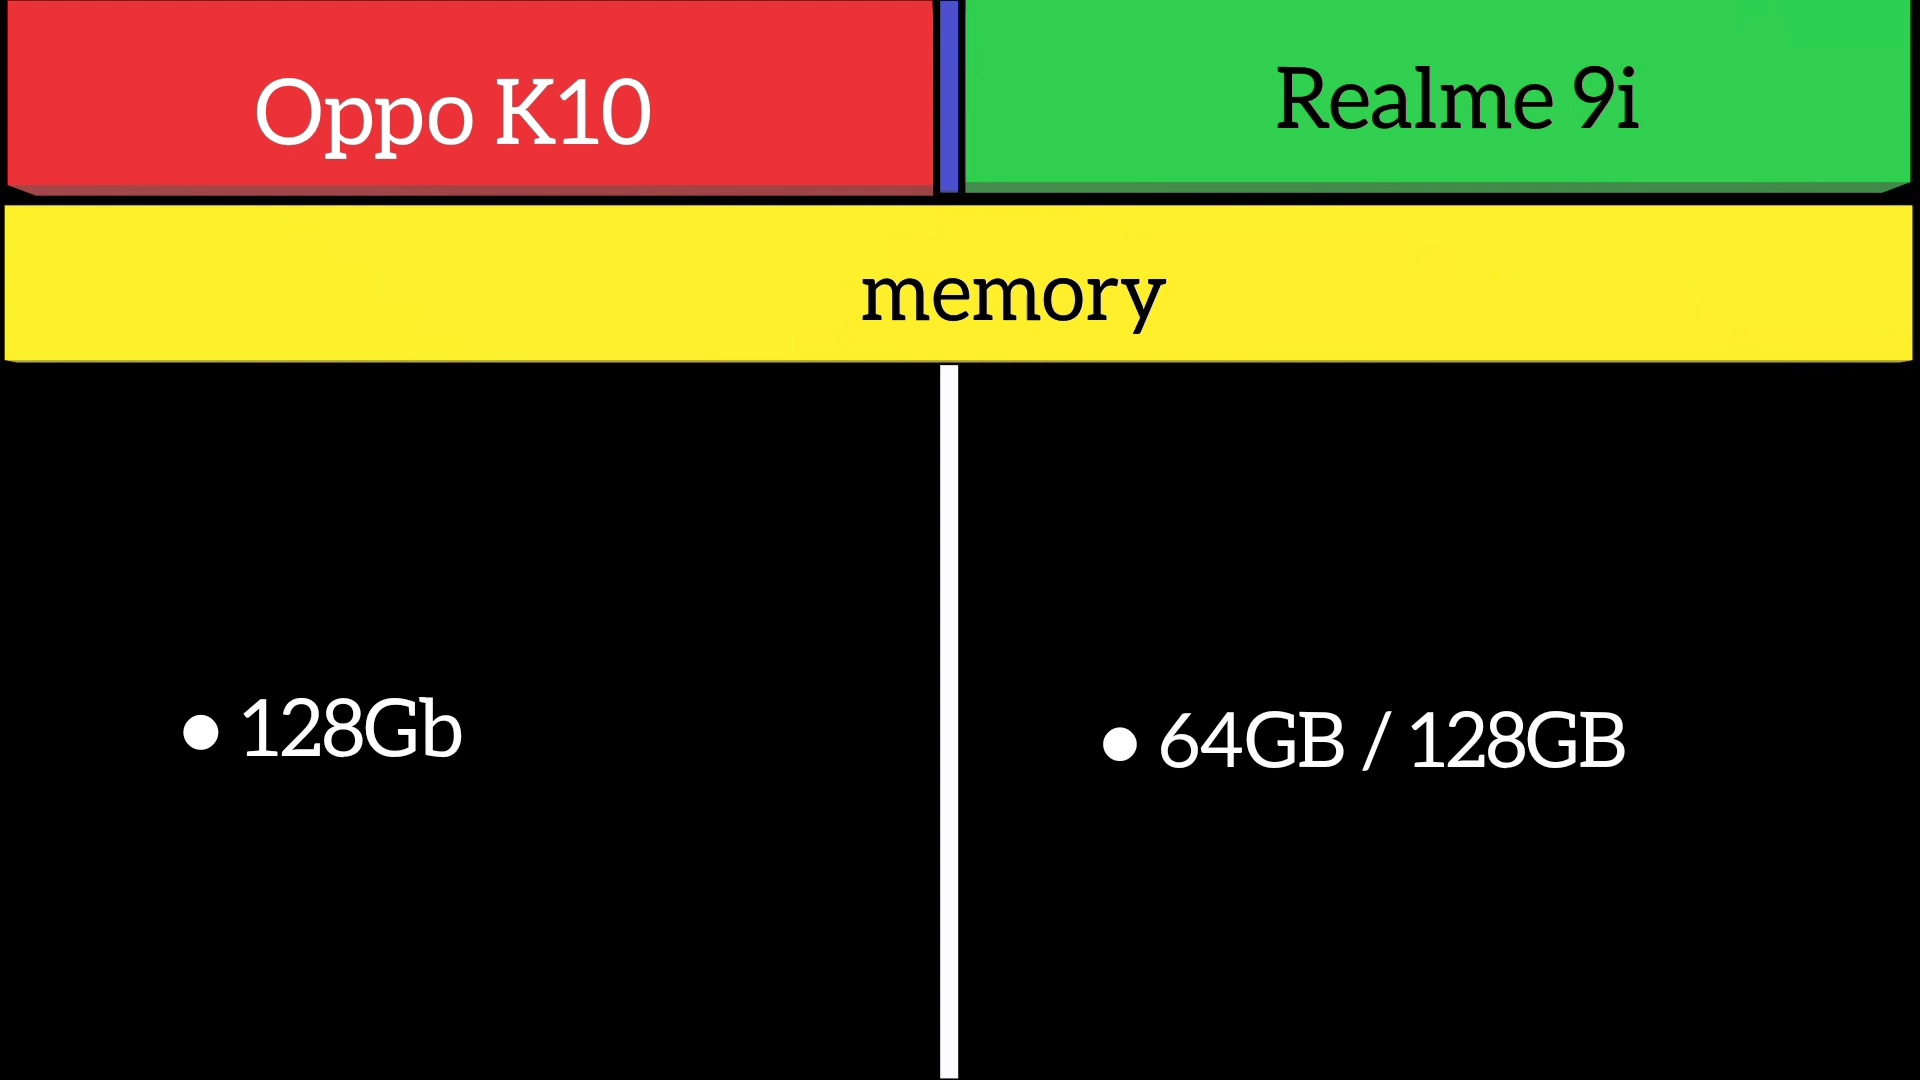 Oppo K10
Realme 9i
memory
● 128Gb
● 64GB / 128GB